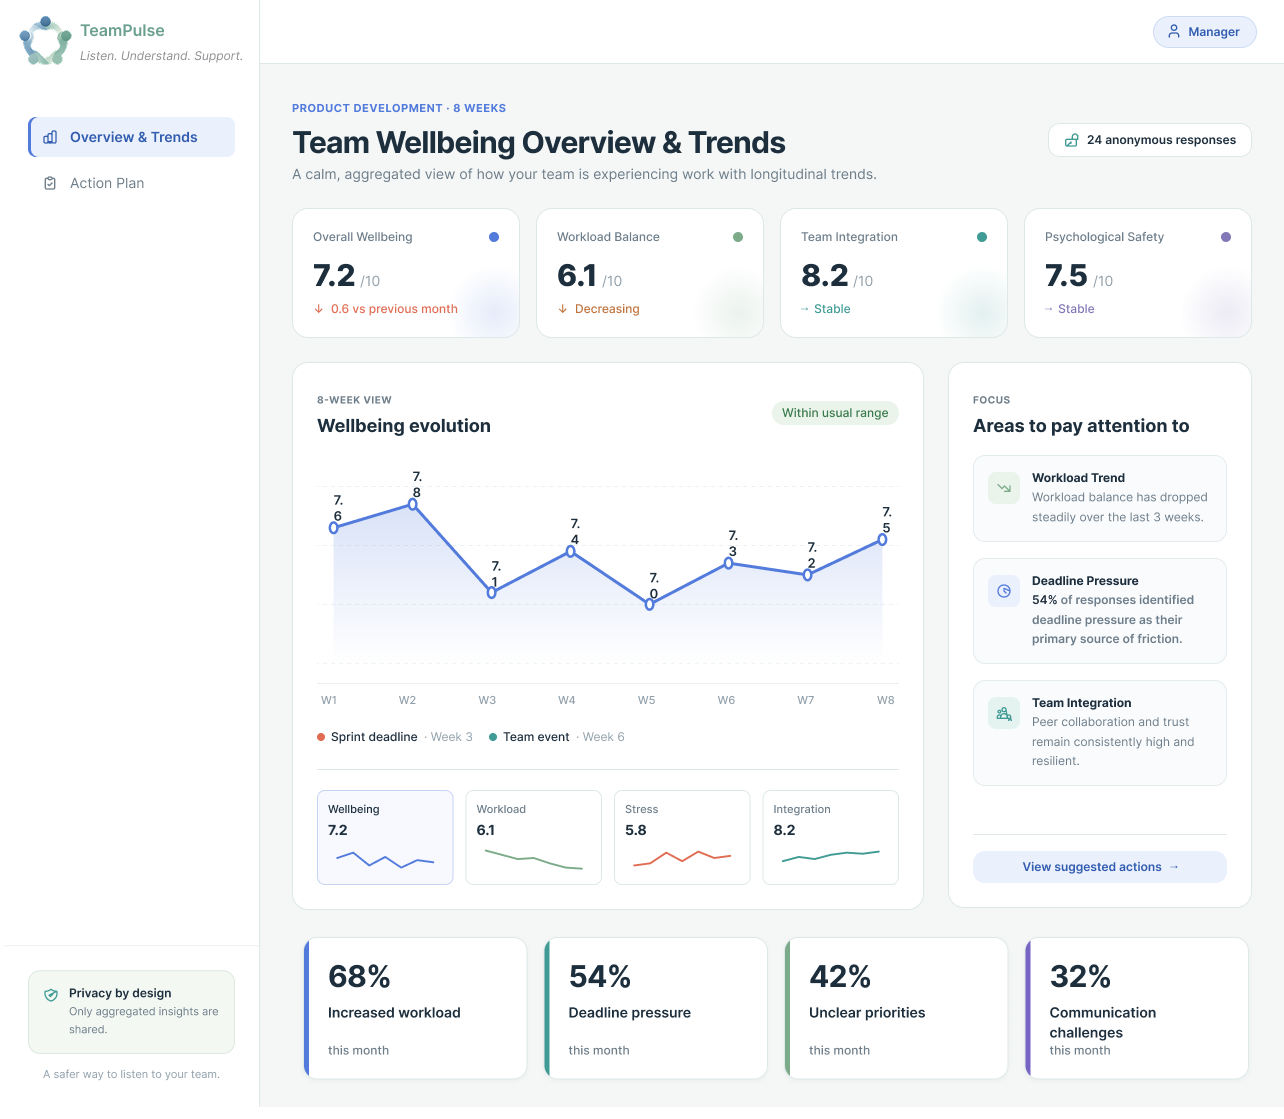 TeamPulse
Listen. Understand. Support.
Manager
Overview & Trends
Action Plan
PRODUCT DEVELOPMENT · 8 WEEKS
Team Wellbeing Overview & Trends
A calm, aggregated view of how your team is experiencing work with longitudinal trends.
24 anonymous responses
Overall Wellbeing
7.2 /10
↓ 0.6 vs previous month
Workload Balance
6.1 /10
↓ Decreasing
Team Integration
8.2 /10
→ Stable
Psychological Safety
7.5 /10
→ Stable
8-WEEK VIEW
Wellbeing evolution
Within usual range
7.
6
7.
8
7.
1
7.
4
7.
0
7.
3
7.
2
7.
5
W1 W2 W3 W4 W5 W6 W7 W8
Sprint deadline · Week 3 Team event · Week 6
Wellbeing
7.2
Workload
6.1
Stress
5.8
Integration
8.2
FOCUS
Areas to pay attention to
Workload Trend
Workload balance has dropped
steadily over the last 3 weeks.
Deadline Pressure
54% of responses identified
deadline pressure as their
primary source of friction.
Team Integration
Peer collaboration and trust
remain consistently high and
resilient.
View suggested actions →
68%
Increased workload
this month
54%
Deadline pressure
this month
42%
Unclear priorities
this month
32%
Communication
challenges
this month
Privacy by design
Only aggregated insights are
shared.
A safer way to listen to your team.